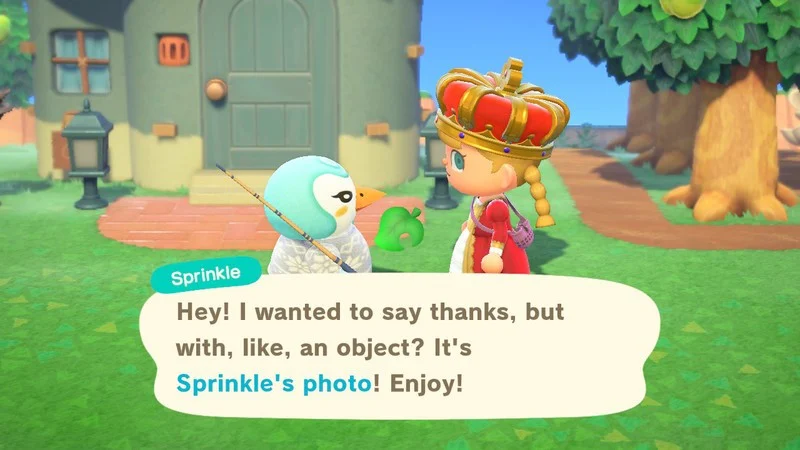 Sprinkle
Hey! I wanted to say thanks, but
with, like, an object? It's
Sprinkle's photo! Enjoy!